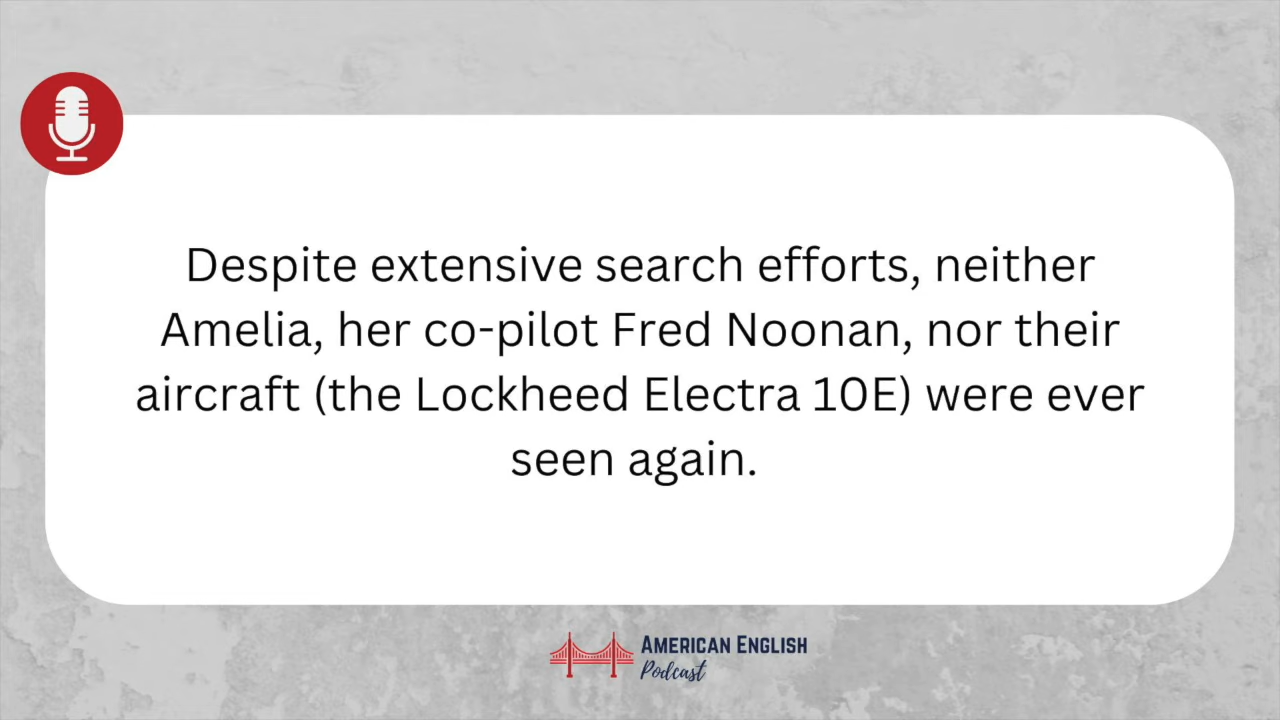 Despite extensive search efforts, neither
Amelia, her co-pilot Fred Noonan, nor their
aircraft (the Lockheed Electra 10E) were ever
seen again.
AMERICAN ENGLISH
Podcast